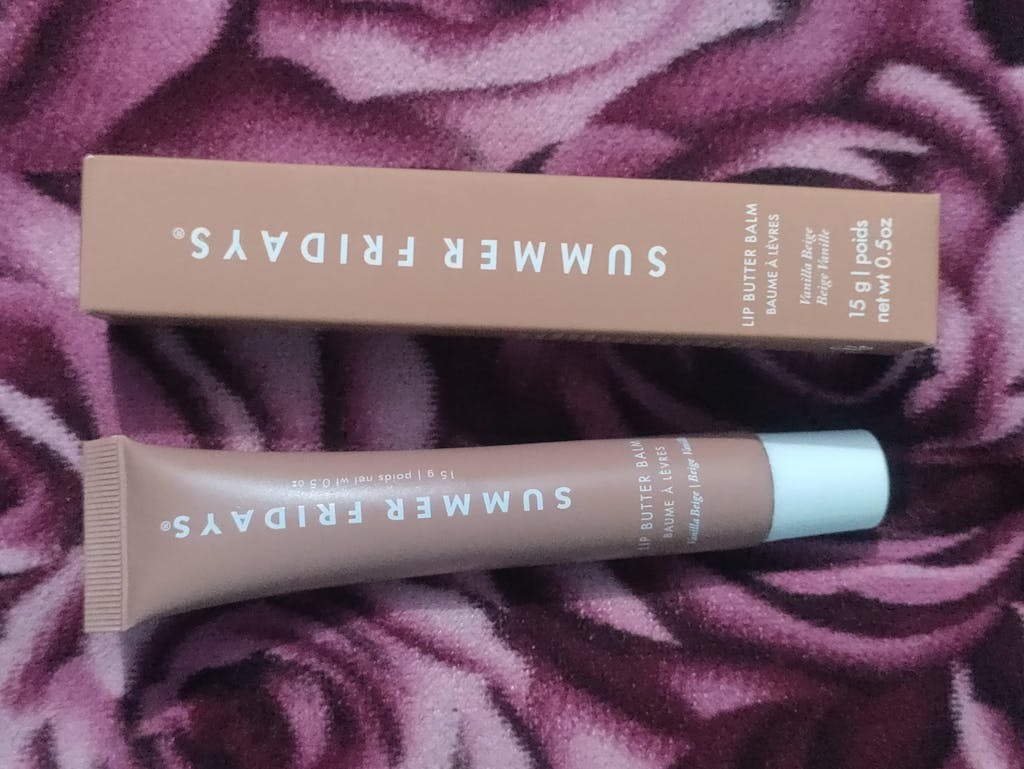 SUMMER FRIDAYS®
LIP BUTTER BALM
BAUME À LÈVRES
Vanilla Beige
Beige Vanille
15 g | poids
net wt 0.5oz
SUMMER FRIDAYS®
15 g | poids net wt 0.5 oz
LIP BUTTER BALM
BAUME À LÈVRES
Vanilla Beige | Beige